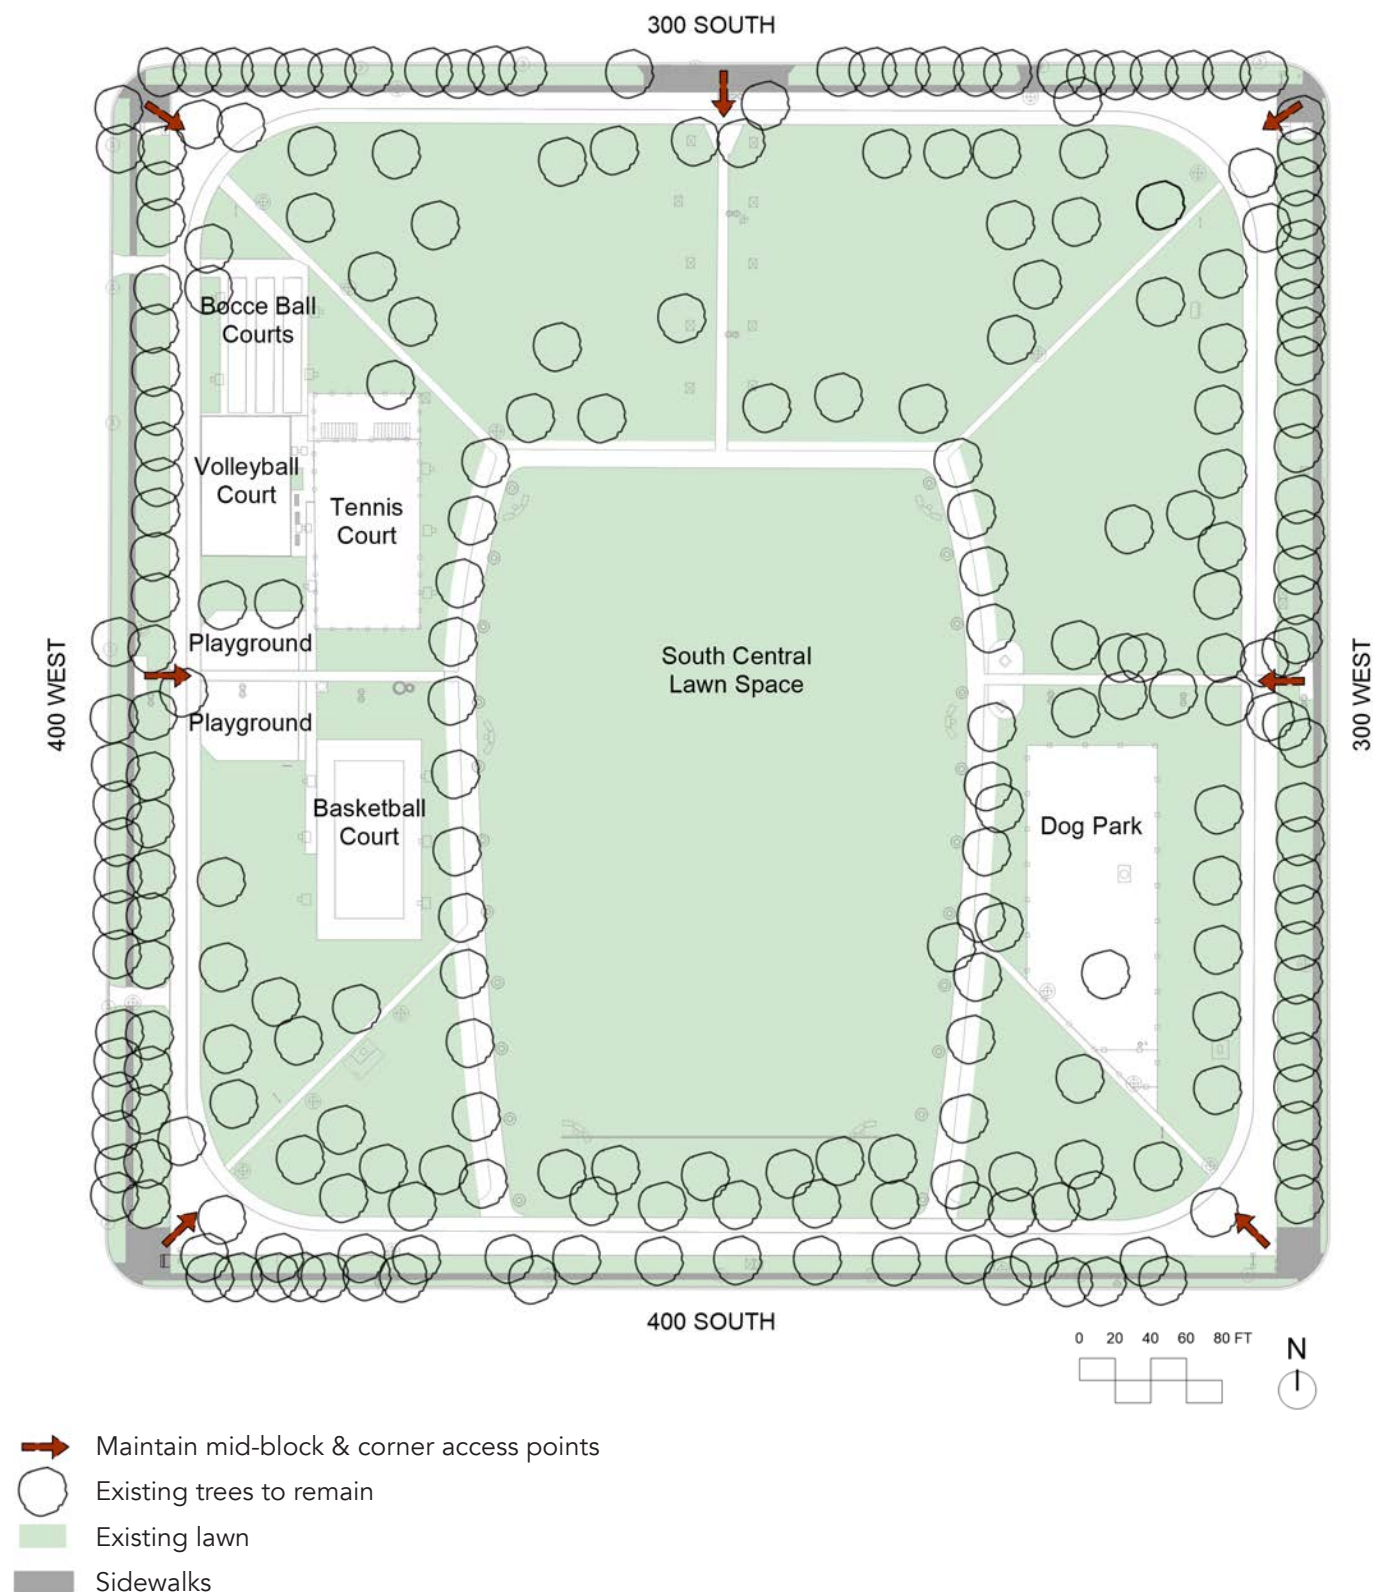 300 SOUTH
Bocce Ball
Courts
Volleyball
Court
Tennis
Court
Playground
Playground
Basketball
Court
South Central
Lawn Space
Dog Park
400 WEST
300 WEST
400 SOUTH
0 20 40 60 80 FT
N
Maintain mid-block & corner access points
Existing trees to remain
Existing lawn
Sidewalks